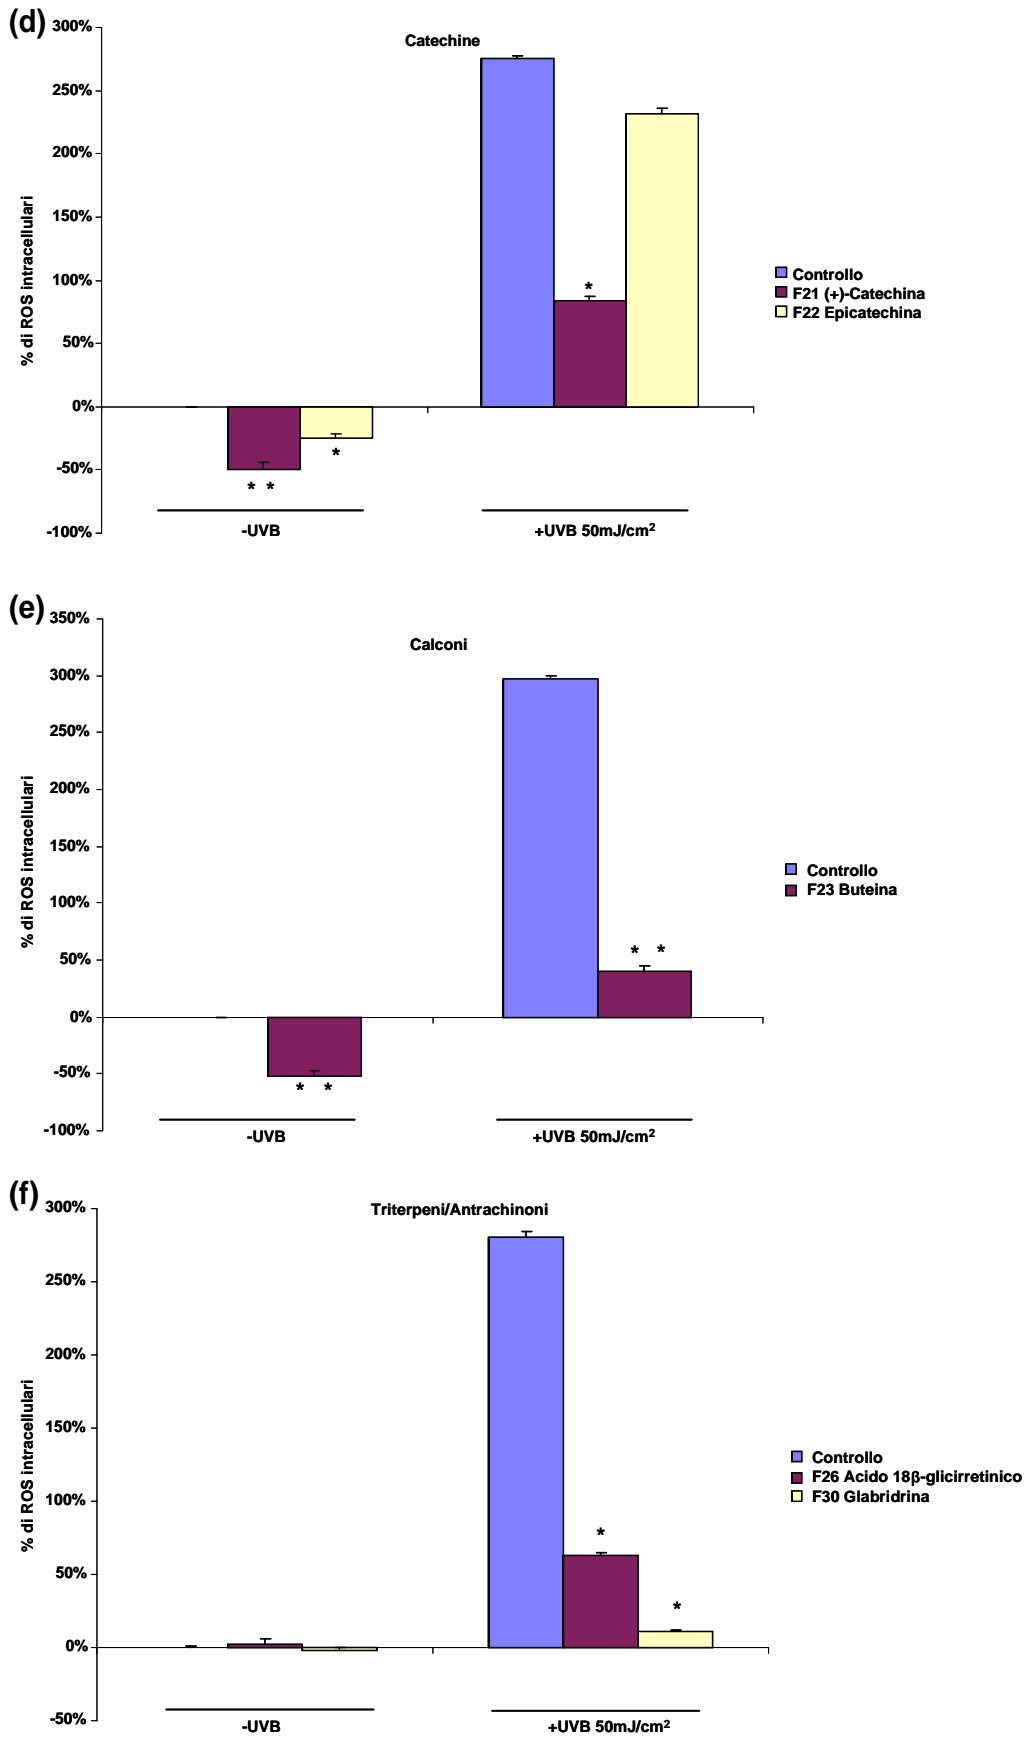 (d)
300%
Catechine
250%
200%
150%
100%
50%
0%
-50%
-100%
% di ROS intracellulari
*
* *
*
-UVB
+UVB 50mJ/cm²
Controllo
F21 (+)-Catechina
F22 Epicatechina
(e)
350%
Calconi
300%
250%
200%
150%
100%
50%
0%
-50%
-100%
% di ROS intracellulari
* *
* *
-UVB
+UVB 50mJ/cm²
Controllo
F23 Buteina
(f)
300%
Triterpeni/Antrachinoni
250%
200%
150%
100%
50%
0%
-50%
% di ROS intracellulari
*
*
-UVB
+UVB 50mJ/cm²
Controllo
F26 Acido 18β-glicirretinico
F30 Glabridrina